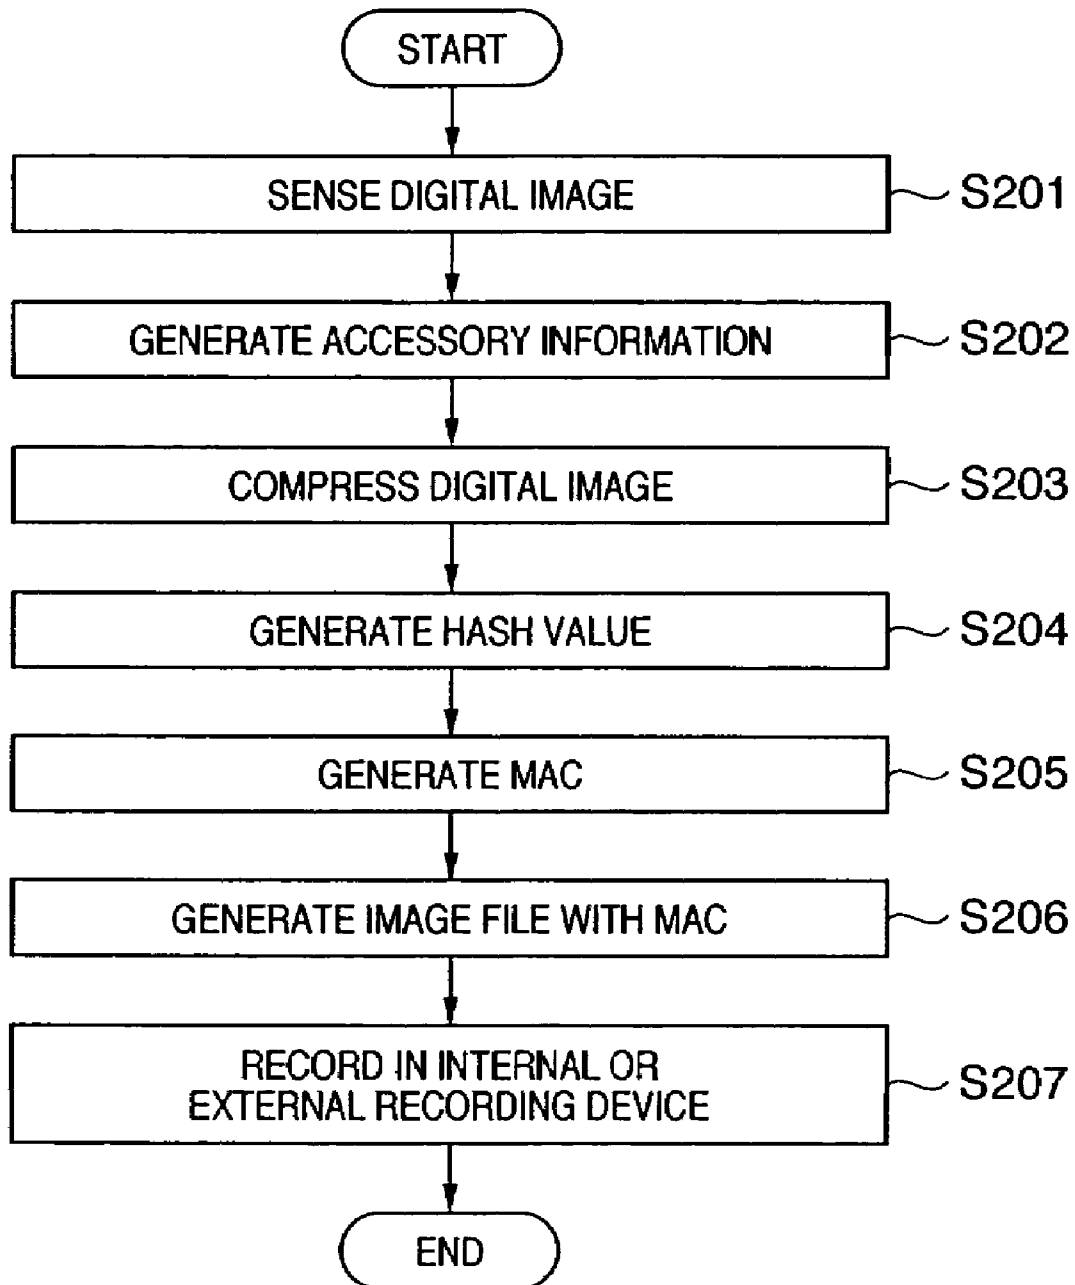 START
SENSE DIGITAL IMAGE S201
GENERATE ACCESSORY INFORMATION S202
COMPRESS DIGITAL IMAGE S203
GENERATE HASH VALUE S204
GENERATE MAC S205
GENERATE IMAGE FILE WITH MAC S206
RECORD IN INTERNAL OR
EXTERNAL RECORDING DEVICE S207
END